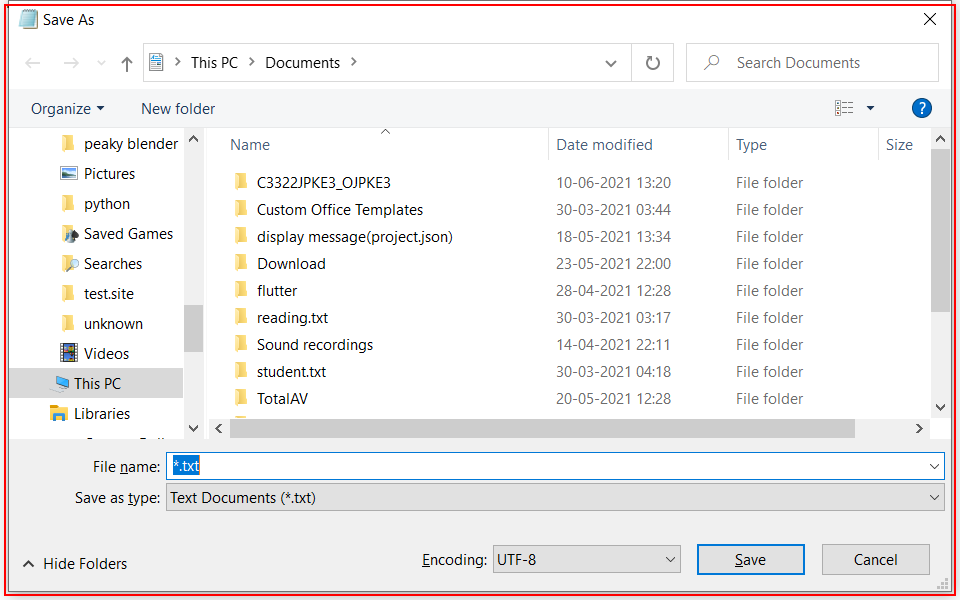 Save As
This PC > Documents >
Search Documents
Organize
New folder
?
peaky blender
Pictures
python
Saved Games
Searches
test.site
unknown
Videos
This PC
Libraries
Name Date modified Type Size
C3322JPKE3_OJPKE3 10-06-2021 13:20 File folder
Custom Office Templates 30-03-2021 03:44 File folder
display message(project.json) 18-05-2021 13:34 File folder
Download 23-05-2021 22:00 File folder
flutter 28-04-2021 12:28 File folder
reading.txt 30-03-2021 03:17 File folder
Sound recordings 14-04-2021 22:11 File folder
student.txt 30-03-2021 04:18 File folder
TotalAV 20-05-2021 12:28 File folder
File name: *.txt
Save as type: Text Documents (*.txt)
Hide Folders
Encoding: UTF-8
Save
Cancel